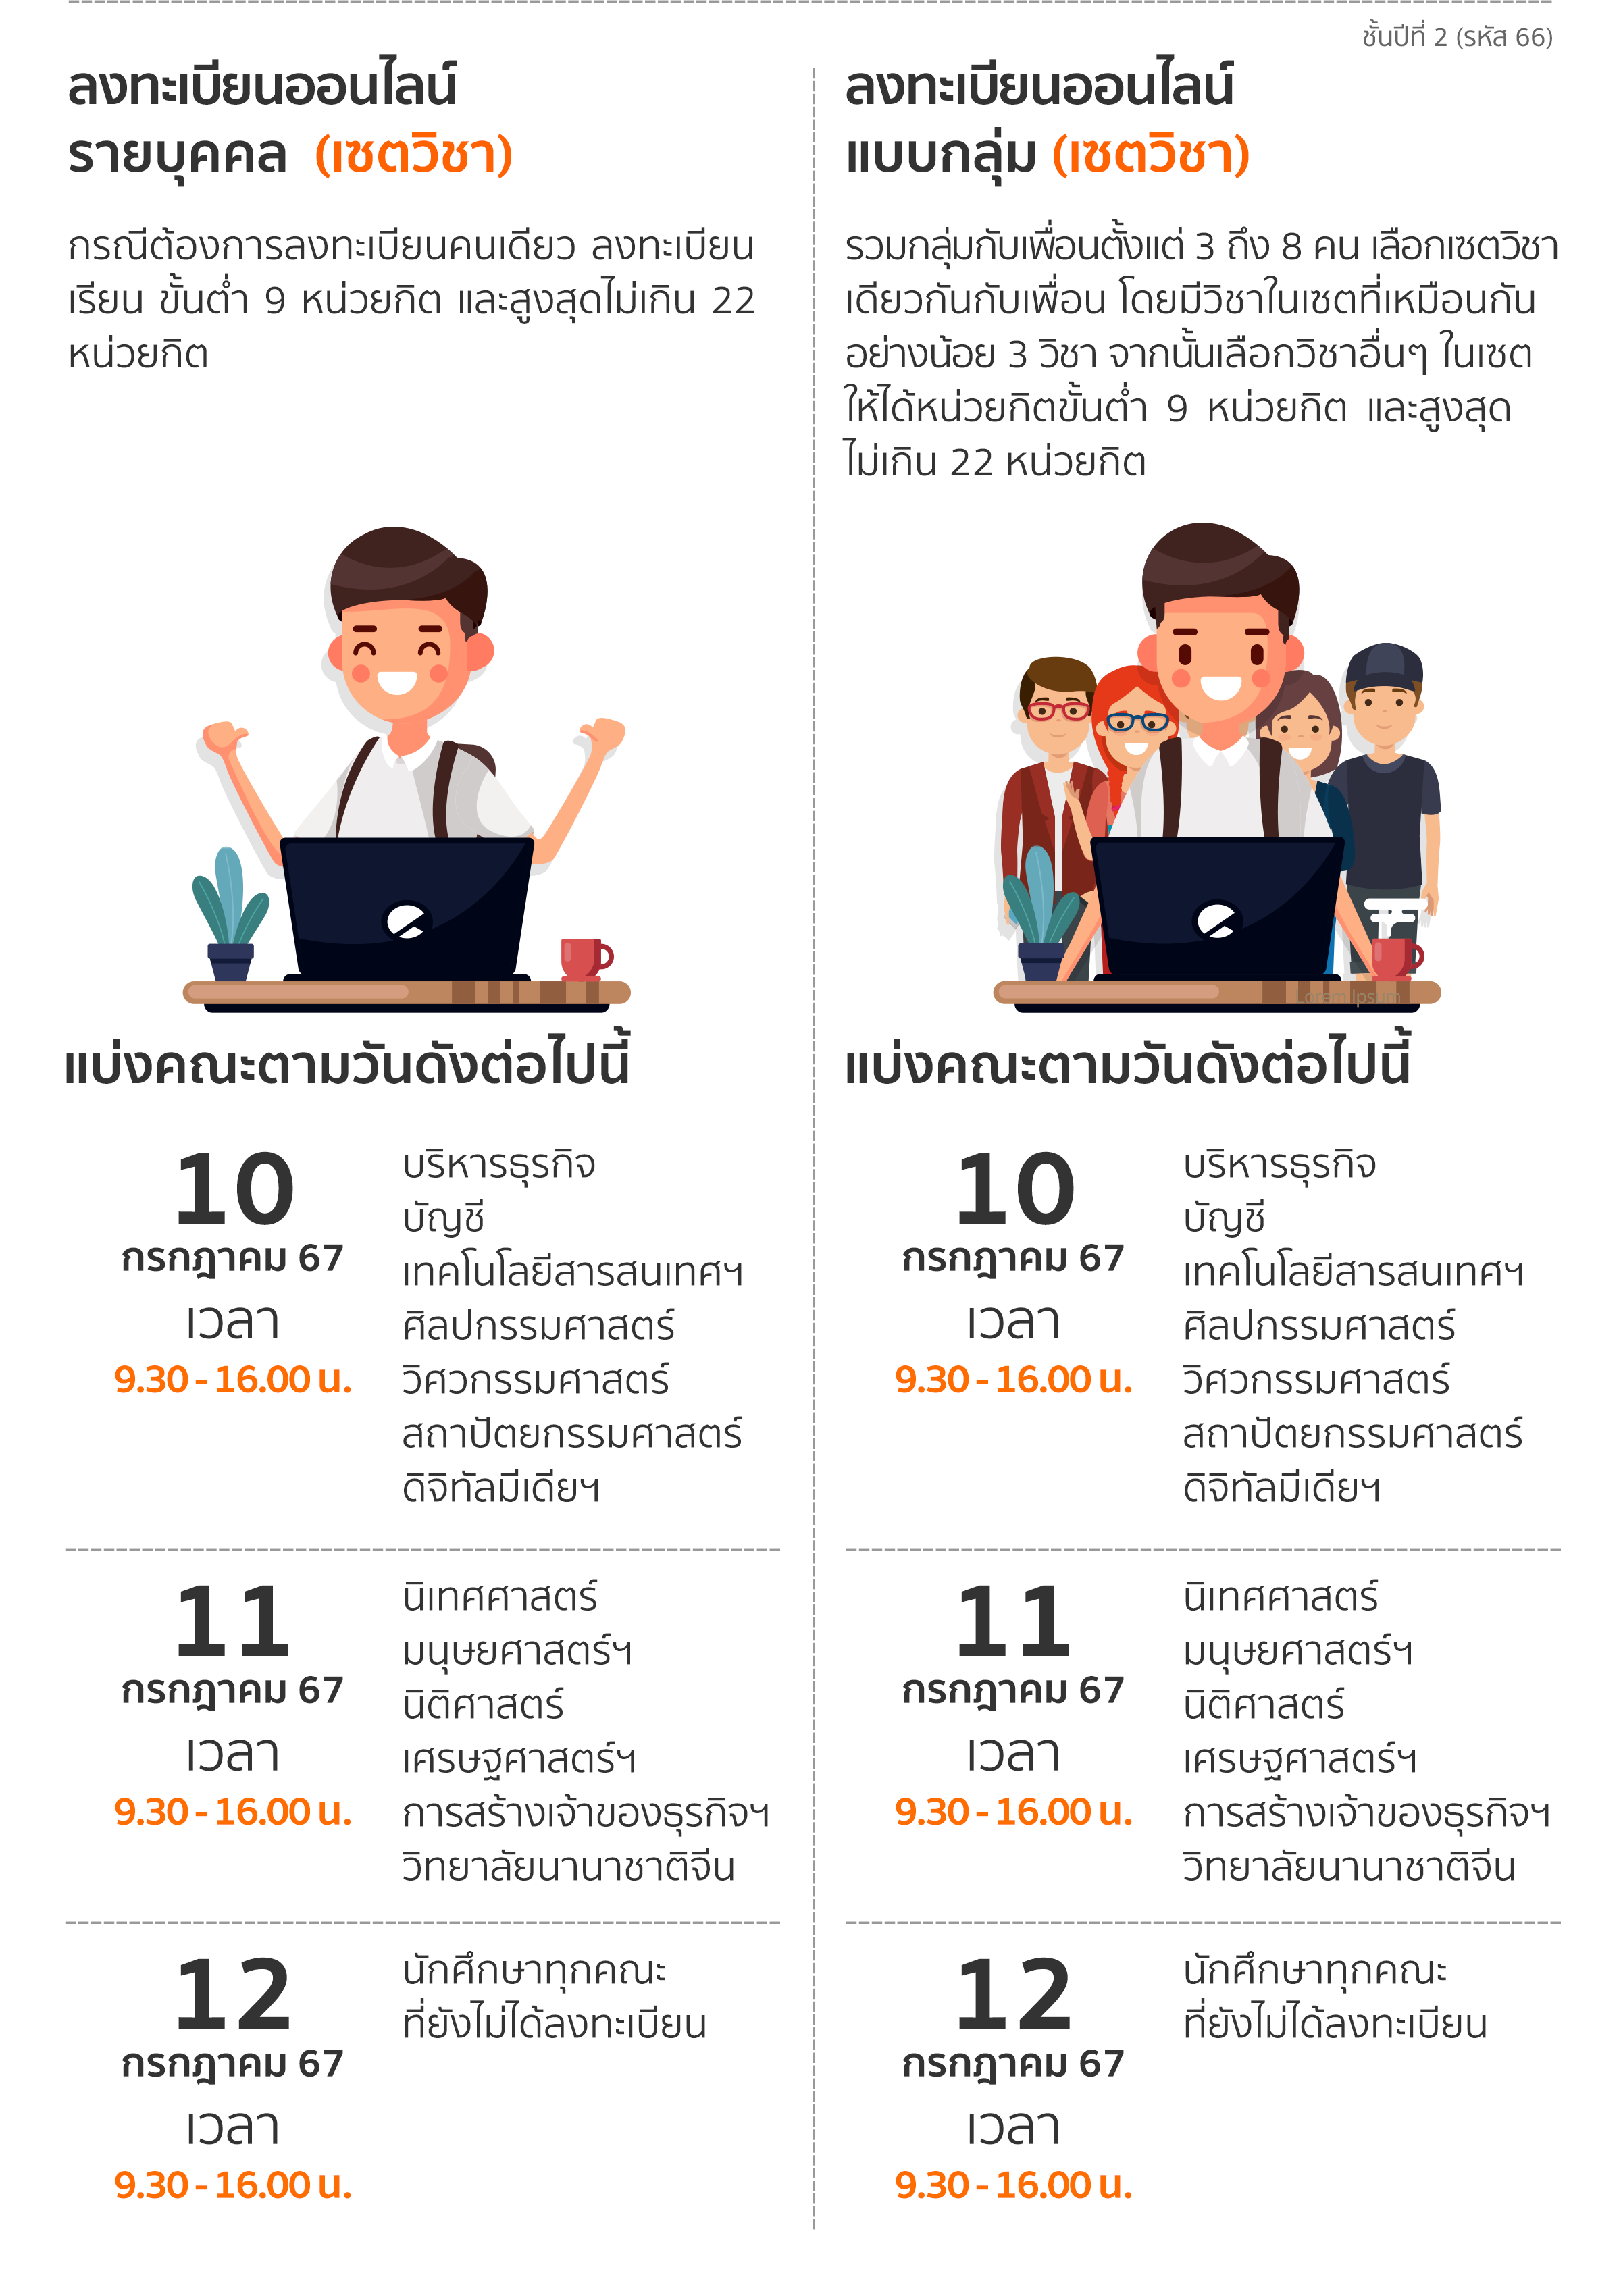 ชั้นปีที่ 2 (รหัส 66)
ลงทะเบียนออนไลน์
รายบุคคล (เซตวิชา)
กรณีต้องการลงทะเบียนคนเดียว ลงทะเบียน
เรียน ขั้นต่ำ 9 หน่วยกิต และสูงสุดไม่เกิน 22
หน่วยกิต
แบ่งคณะตามวันดังต่อไปนี้
10
กรกฎาคม 67
เวลา
9.30 - 16.00 น.
บริหารธุรกิจ
บัญชี
เทคโนโลยีสารสนเทศฯ
ศิลปกรรมศาสตร์
วิศวกรรมศาสตร์
สถาปัตยกรรมศาสตร์
ดิจิทัลมีเดียฯ
11
กรกฎาคม 67
เวลา
9.30 - 16.00 น.
นิเทศศาสตร์
มนุษยศาสตร์ฯ
นิติศาสตร์
เศรษฐศาสตร์ฯ
การสร้างเจ้าของธุรกิจฯ
วิทยาลัยนานาชาติจีน
12
กรกฎาคม 67
เวลา
9.30 - 16.00 น.
นักศึกษาทุกคณะ
ที่ยังไม่ได้ลงทะเบียน
ลงทะเบียนออนไลน์
แบบกลุ่ม (เซตวิชา)
รวมกลุ่มกับเพื่อนตั้งแต่ 3 ถึง 8 คน เลือกเซตวิชา
เดียวกันกับเพื่อน โดยมีวิชาในเซตที่เหมือนกัน
อย่างน้อย 3 วิชา จากนั้นเลือกวิชาอื่นๆ ในเซต
ให้ได้หน่วยกิตขั้นต่ำ 9 หน่วยกิต และสูงสุด
ไม่เกิน 22 หน่วยกิต
Lorem Ipsum
แบ่งคณะตามวันดังต่อไปนี้
10
กรกฎาคม 67
เวลา
9.30 - 16.00 น.
บริหารธุรกิจ
บัญชี
เทคโนโลยีสารสนเทศฯ
ศิลปกรรมศาสตร์
วิศวกรรมศาสตร์
สถาปัตยกรรมศาสตร์
ดิจิทัลมีเดียฯ
11
กรกฎาคม 67
เวลา
9.30 - 16.00 น.
นิเทศศาสตร์
มนุษยศาสตร์ฯ
นิติศาสตร์
เศรษฐศาสตร์ฯ
การสร้างเจ้าของธุรกิจฯ
วิทยาลัยนานาชาติจีน
12
กรกฎาคม 67
เวลา
9.30 - 16.00 น.
นักศึกษาทุกคณะ
ที่ยังไม่ได้ลงทะเบียน